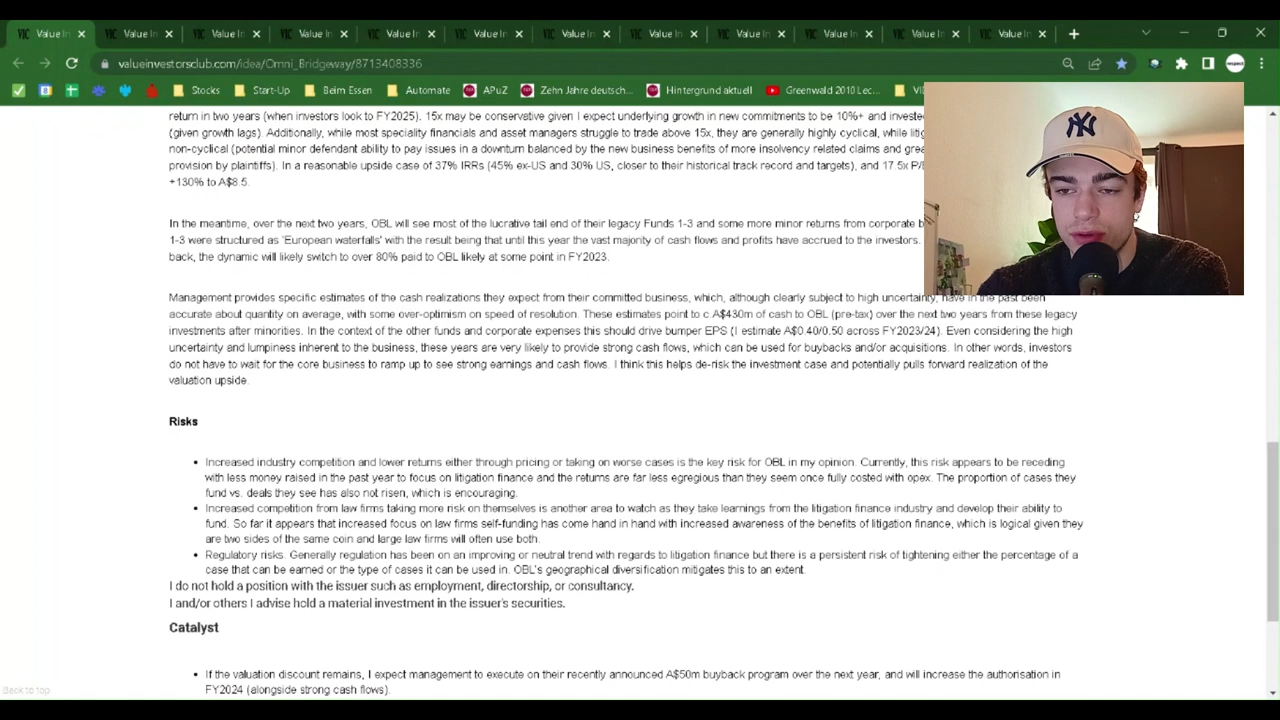 Value In
Value In
Value In
Value In
Value In
Value In
Value In
Value In
Value In
Value In
Value In
Value In
valueinvestorsclub.com/idea/Omni_Bridgeway/8713408336
Stocks
Start-Up
Beim Essen
Automate
APuZ
Zehn Jahre deutsch...
Hintergrund aktuell
Greenwald 2010 Lec...
return in two years (when investors look to FY2025). 15x may be conservative given I expect underlying growth in new commitments to be 10%+ and invested
(given growth lags). Additionally, while most speciality financials and asset managers struggle to trade above 15x, they are generally highly cyclical, while
non-cyclical (potential minor defendant ability to pay issues in a downturn balanced by the new business benefits of more insolvency related claims and
provision by plaintiffs). In a reasonable upside case of 37% IRRs (45% ex-US and 30% US, closer to their historical track record and targets), and 17.5x
+130% to A$8.5.
In the meantime, over the next two years, OBL will see most of the lucrative tail end of their legacy Funds 1-3 and some more minor returns from corporate
1-3 were structured as 'European waterfalls' with the result being that until this year the vast majority of cash flows and profits have accrued to the investors.
back, the dynamic will likely switch to over 80% paid to OBL likely at some point in FY2023.
Management provides specific estimates of the cash realizations they expect from their committed business, which, although clearly subject to high uncertainty, have in the past been
accurate about quantity on average, with some over-optimism on speed of resolution. These estimates point to c.A$430m of cash to OBL (pre-tax) over the next two years from these legacy
investments after minorities. In the context of the other funds and corporate expenses this should drive bumper EPS (I estimate A$0.40/0.50 across FY2023/24). Even considering the high
uncertainty and lumpiness inherent to the business, these years are very likely to provide strong cash flows, which can be used for buybacks and/or acquisitions. In other words, investors
do not have to wait for the core business to ramp up to see strong earnings and cash flows. I think this helps de-risk the investment case and potentially pulls forward realization of the
valuation upside.
Risks
• Increased industry competition and lower returns either through pricing or taking on worse cases is the key risk for OBL in my opinion. Currently, this risk appears to be receding
with less money raised in the past year to focus on litigation finance and the returns are far less egregious than they seem once fully costed with opex. The proportion of cases they
fund vs. deals they see has also not risen, which is encouraging.
• Increased competition from law firms taking more risk on themselves is another area to watch as they take learnings from the litigation finance industry and develop their ability to
fund. So far it appears that increased focus on law firms self-funding has come hand in hand with increased awareness of the benefits of litigation finance, which is logical given they
are two sides of the same coin and large law firms will often use both.
• Regulatory risks. Generally regulation has been on an improving or neutral trend with regards to litigation finance but there is a persistent risk of tightening either the percentage of a
case that can be earned or the type of cases it can be used in. OBL's geographical diversification mitigates this to an extent.
I do not hold a position with the issuer such as employment, directorship, or consultancy.
I and/or others I advise hold a material investment in the issuer's securities.
Catalyst
• If the valuation discount remains, I expect management to execute on their recently announced A$50m buyback program over the next year, and will increase the authorisation in
FY2024 (alongside strong cash flows).
Back to top